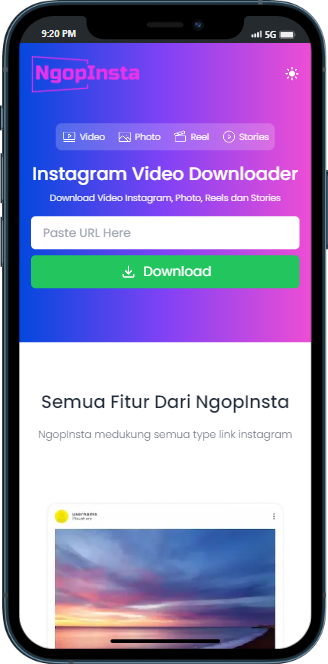 9:20 PM 5G
NgopInsta
Video Photo Reel Stories
Instagram Video Downloader
Download Video Instagram, Photo, Reels dan Stories
Paste URL Here
Download
Semua Fitur Dari NgopInsta
NgopInsta medukung semua type link instagram
username